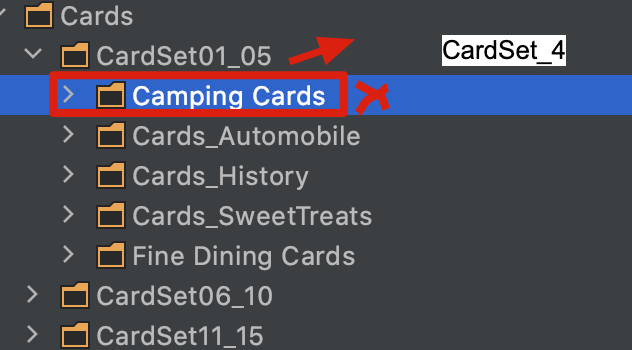 Cards
CardSet01_05
CardSet_4
Camping Cards
Cards_Automobile
Cards_History
Cards_SweetTreats
Fine Dining Cards
CardSet06_10
CardSet11_15